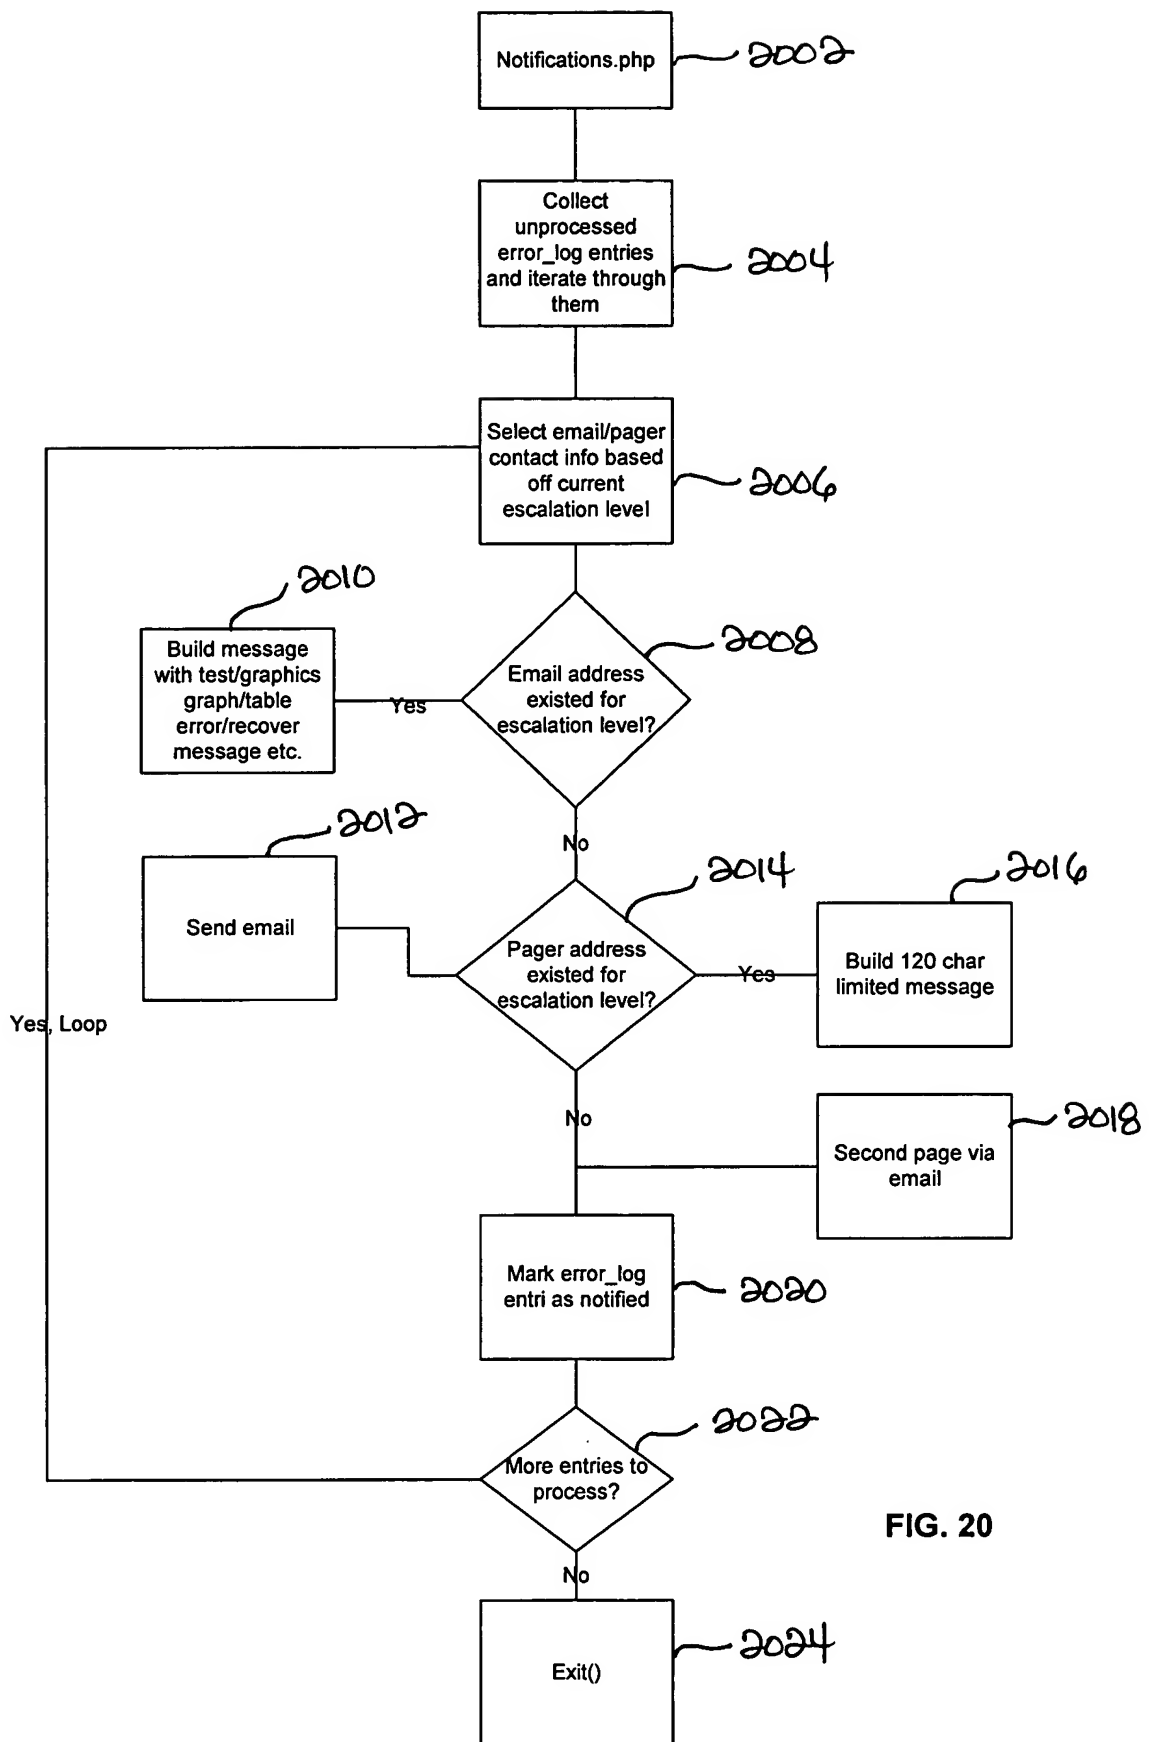 Notifications.php
2002
Collect
unprocessed
error_log entries
and iterate through
them
2004
Select email/pager
contact info based
off current
escalation level
2006
2010
Build message
with test/graphics
graph/table
error/recover
message etc.
Yes
Email address
existed for
escalation level?
2008
No
2012
Send email
2014
Pager address
existed for
escalation level?
Yes
2016
Build 120 char
limited message
Yes, Loop
No
2018
Second page via
email
Mark error_log
entri as notified
2020
2022
More entries to
process?
FIG. 20
No
Exit()
2024